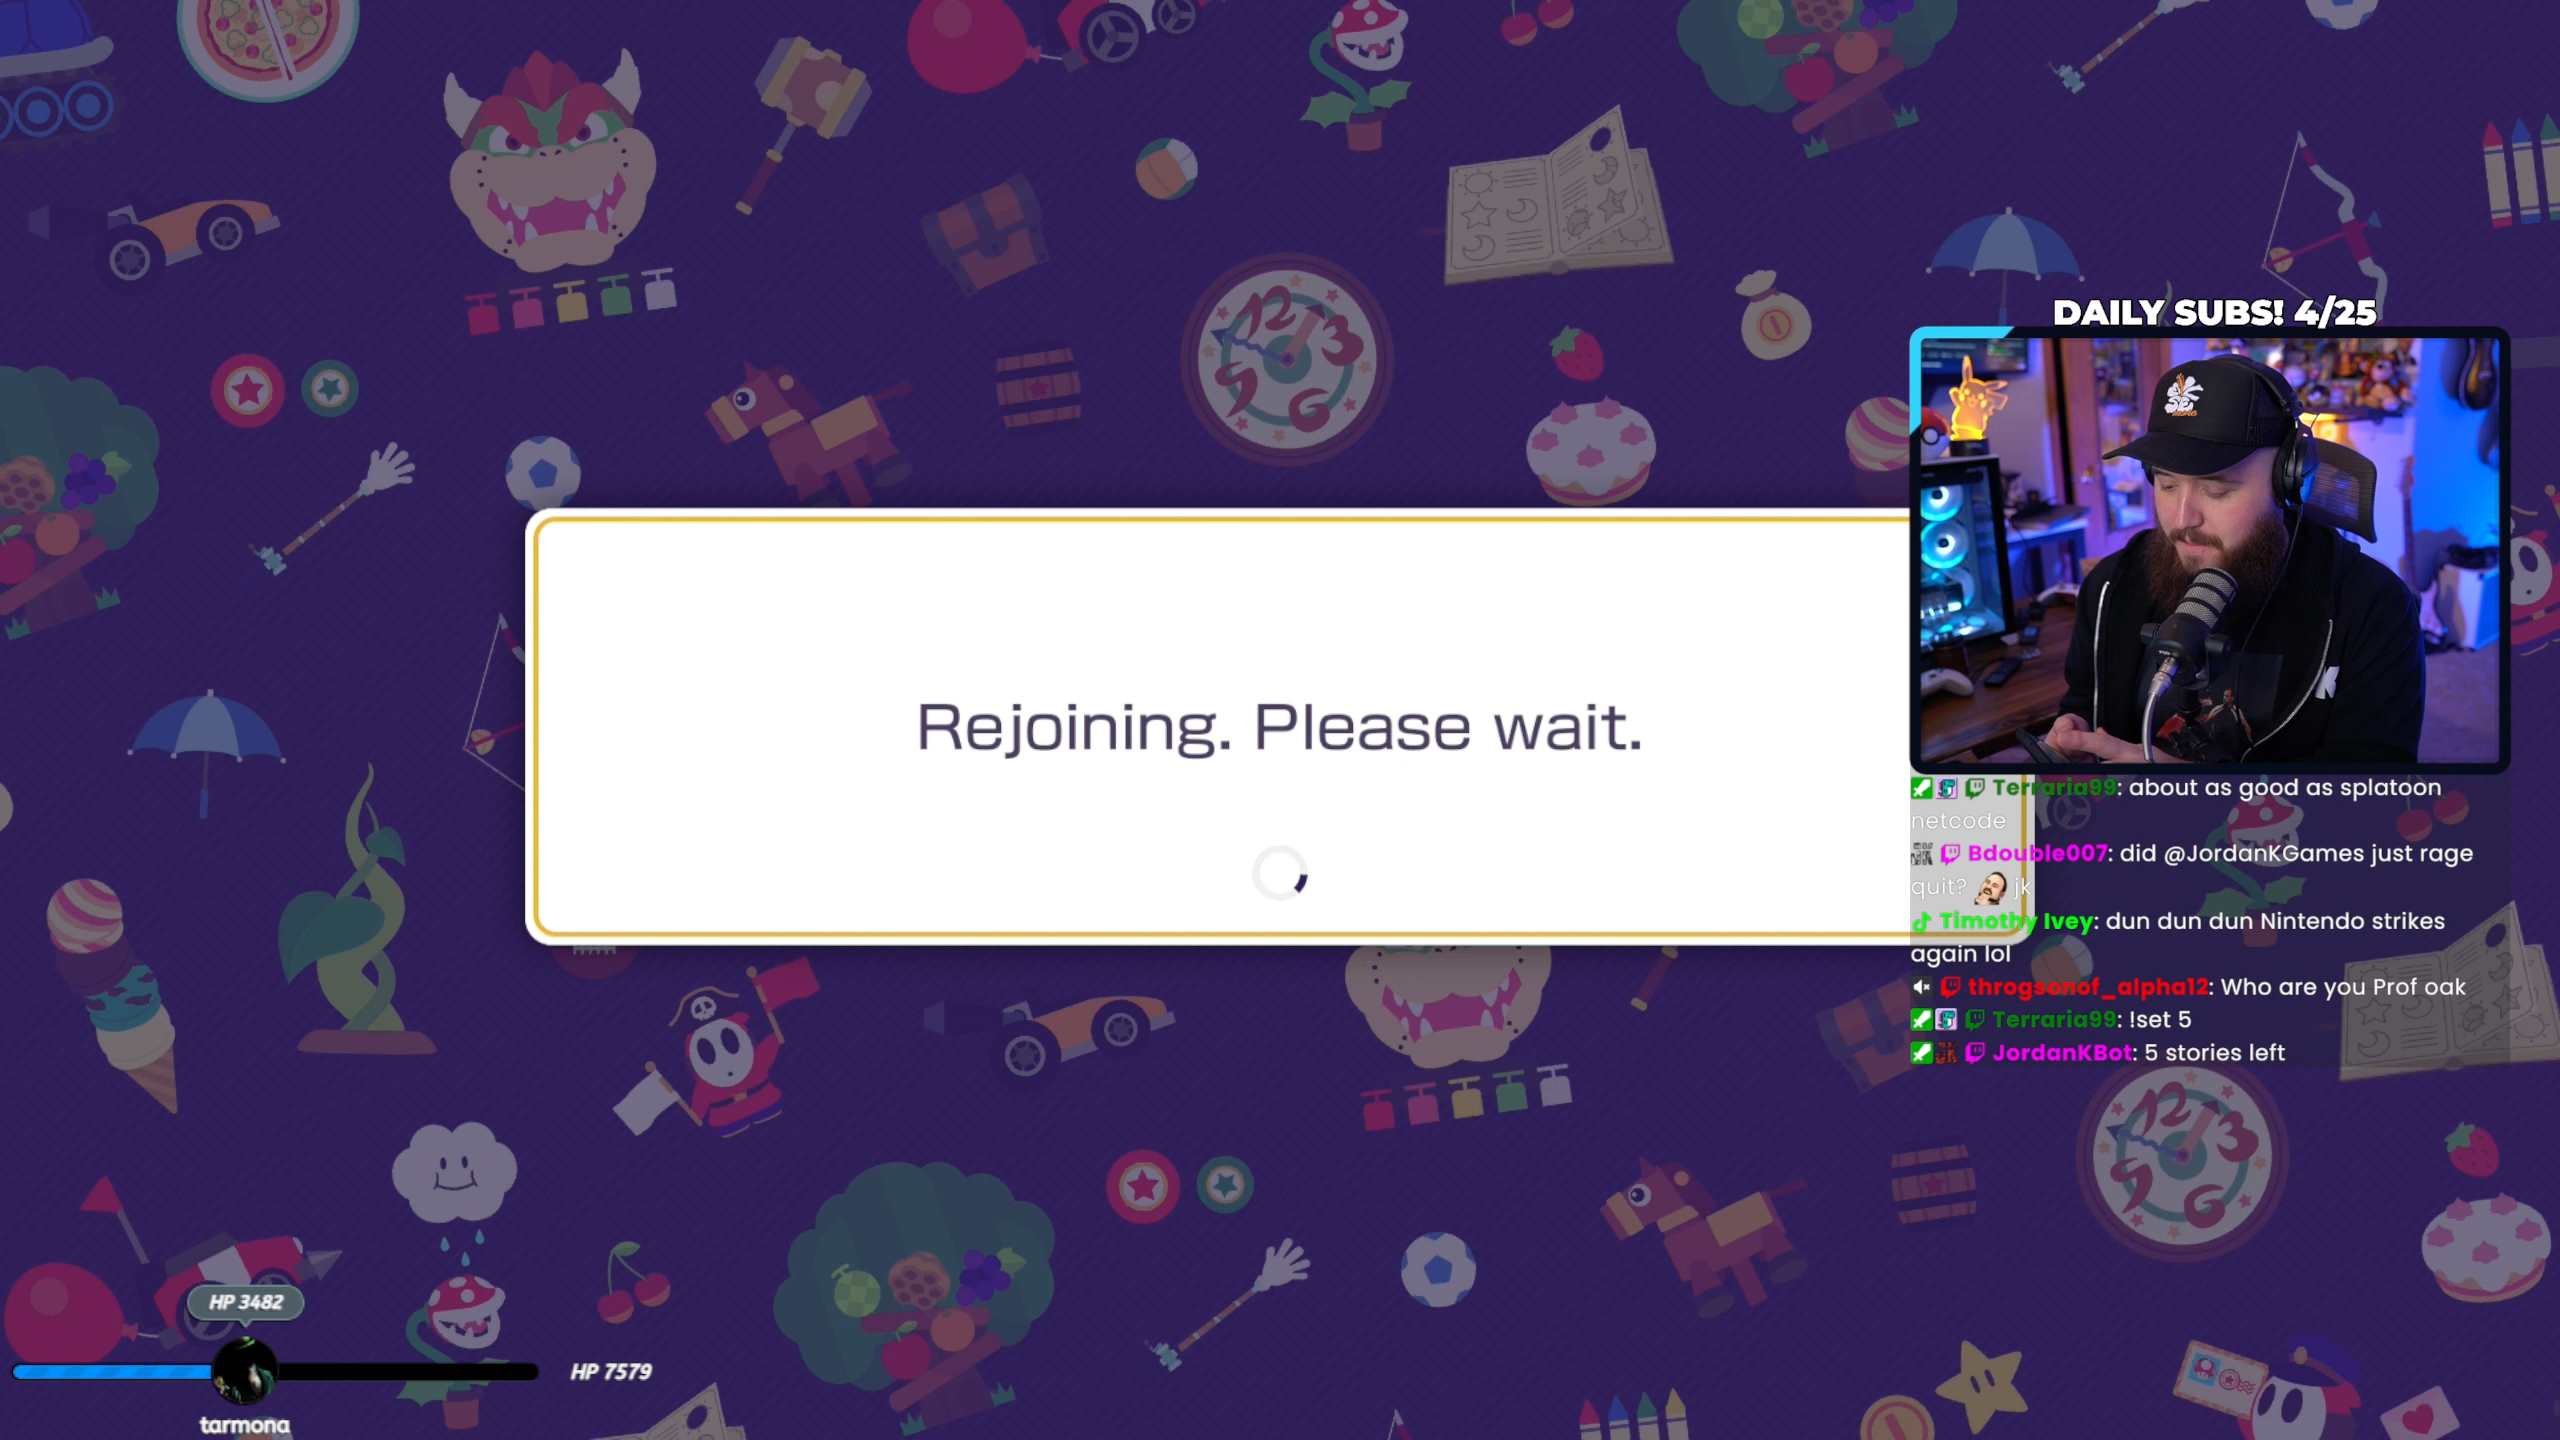 DAILY SUBS! 4/25
Rejoining. Please wait.
Terraria99: about as good as splatoon
netcode
Bdouble007: did @JordanKGames just rage
quit? jk
Timothy Ivey: dun dun dun Nintendo strikes
again lol
throgsonof_alpha12: Who are you Prof oak
Terraria99: !set 5
JordanKBot: 5 stories left
HP 3482
HP 7579
tarmona